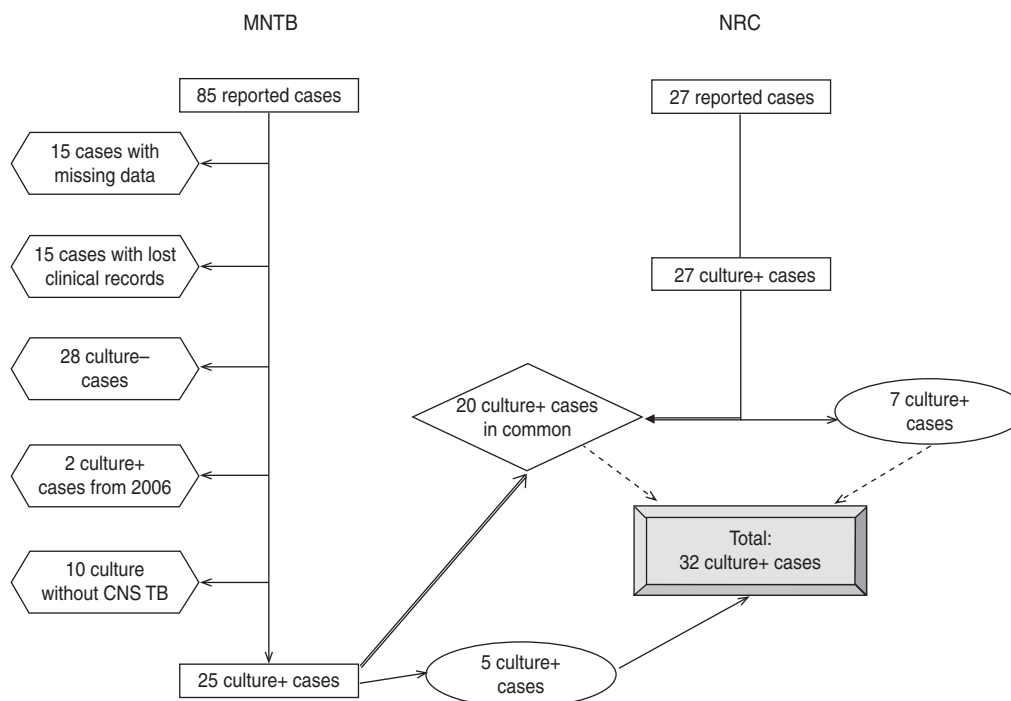 MNTB
NRC
85 reported cases
27 reported cases
15 cases with
missing data
15 cases with lost
clinical records
27 culture+ cases
28 culture–
cases
20 culture+ cases
in common
7 culture+
cases
2 culture+
cases from 2006
Total:
32 culture+ cases
10 culture
without CNS TB
25 culture+ cases
5 culture+
cases